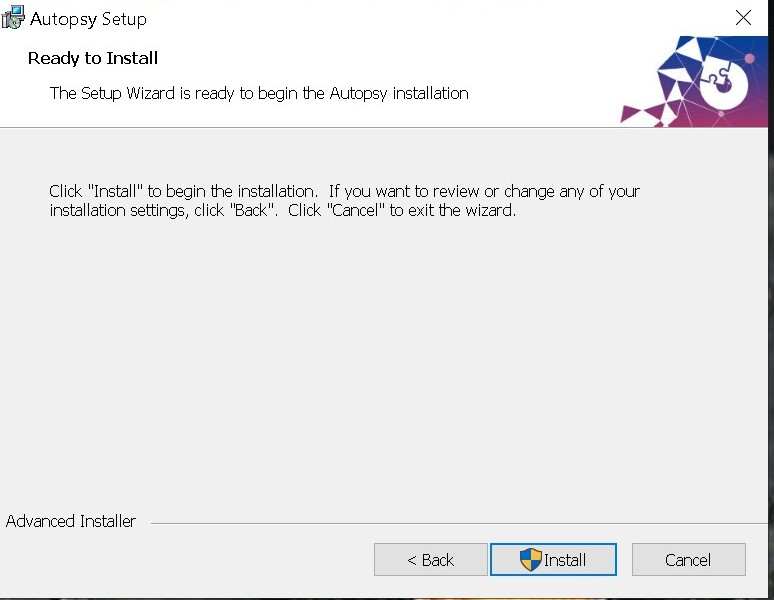 Autopsy Setup
Ready to Install
The Setup Wizard is ready to begin the Autopsy installation
Click "Install" to begin the installation.  If you want to review or change any of your
installation settings, click "Back".  Click "Cancel" to exit the wizard.
Advanced Installer
< Back
Install
Cancel